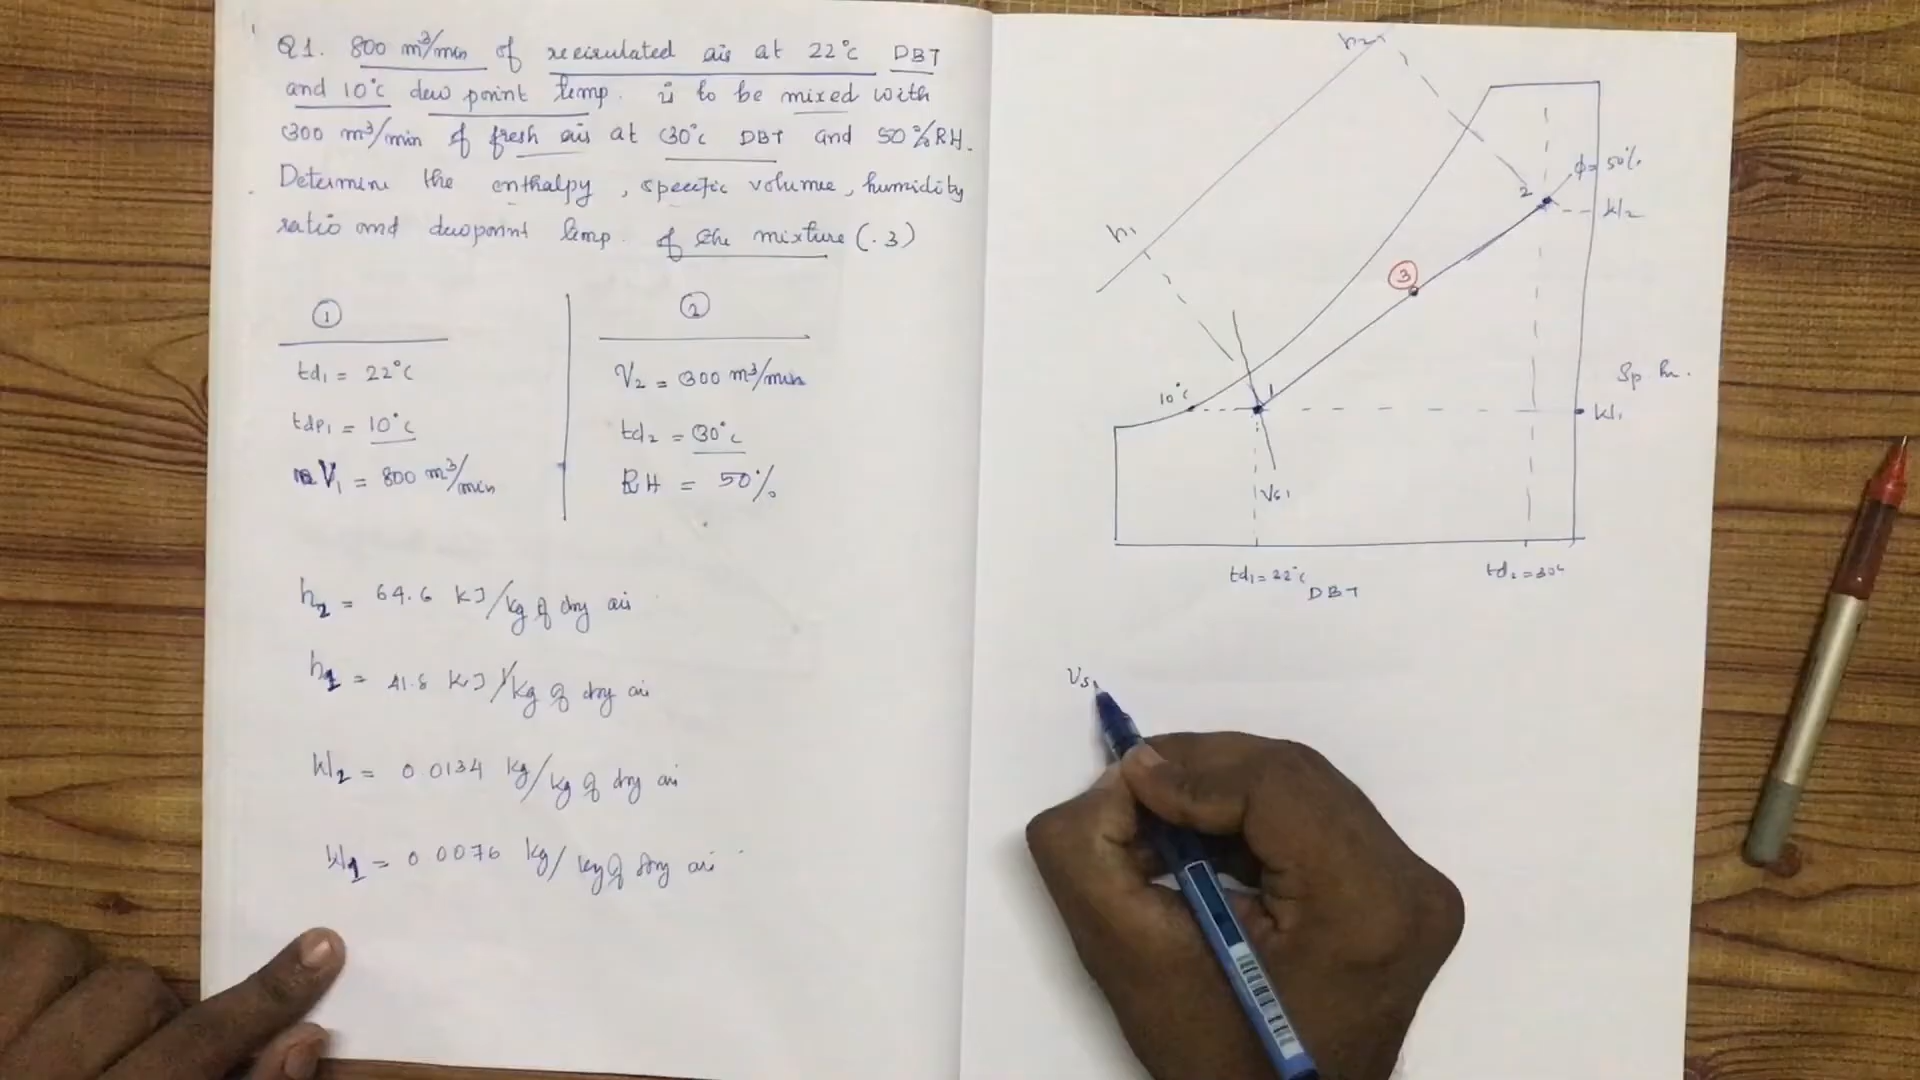 Q1. 800 m³/min of recirculated air at 22°c DBT
and 10°c dew point temp. is to be mixed with
300 m³/min of fresh air at 30°c DBT and 50% RH.
Determine the enthalpy, specific volume, humidity
ratio and dewpoint temp. of the mixture (.3)
①
td₁ = 22°C
tdp₁ = 10°C
V₁ = 800 m³/min
②
V₂ = 300 m³/min
td₂ = 30°C
RH = 50%
h₂ = 64.6 KJ/kg of dry air
h₁ = 41.8 KJ/kg of dry air
W₂ = 0.0134 kg/kg of dry air
W₁ = 0.0076 kg/kg of dry air
h₂
h₁
ϕ = 50%
2
W₂
③
Sp hu.
10°C
1
W₁
Vs₁
td₁ = 22°C
td₂ = 30°C
DBT
Vs₁